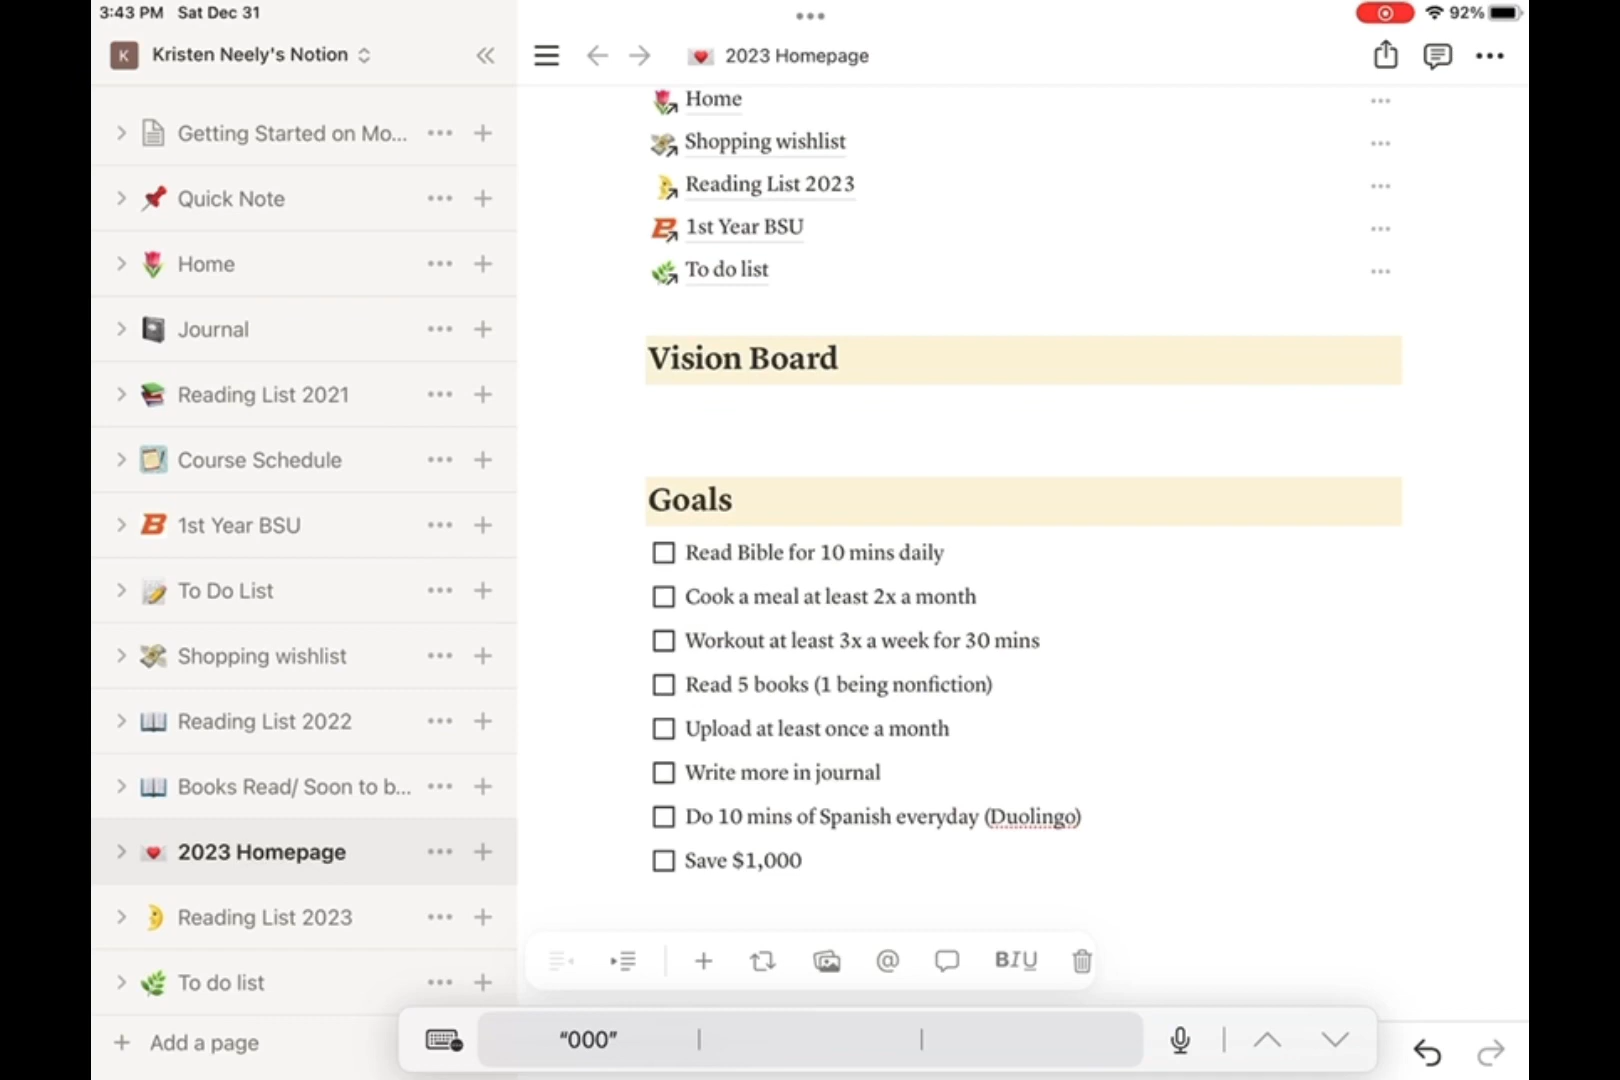 3:43 PM Sat Dec 31
92%
K Kristen Neely's Notion
2023 Homepage
Getting Started on Mo...
Quick Note
Home
Journal
Reading List 2021
Course Schedule
1st Year BSU
To Do List
Shopping wishlist
Reading List 2022
Books Read/ Soon to b...
2023 Homepage
Reading List 2023
To do list
Add a page
Home
Shopping wishlist
Reading List 2023
1st Year BSU
To do list
Vision Board
Goals
Read Bible for 10 mins daily
Cook a meal at least 2x a month
Workout at least 3x a week for 30 mins
Read 5 books (1 being nonfiction)
Upload at least once a month
Write more in journal
Do 10 mins of Spanish everyday (Duolingo)
Save $1,000
@ BIU
“000”